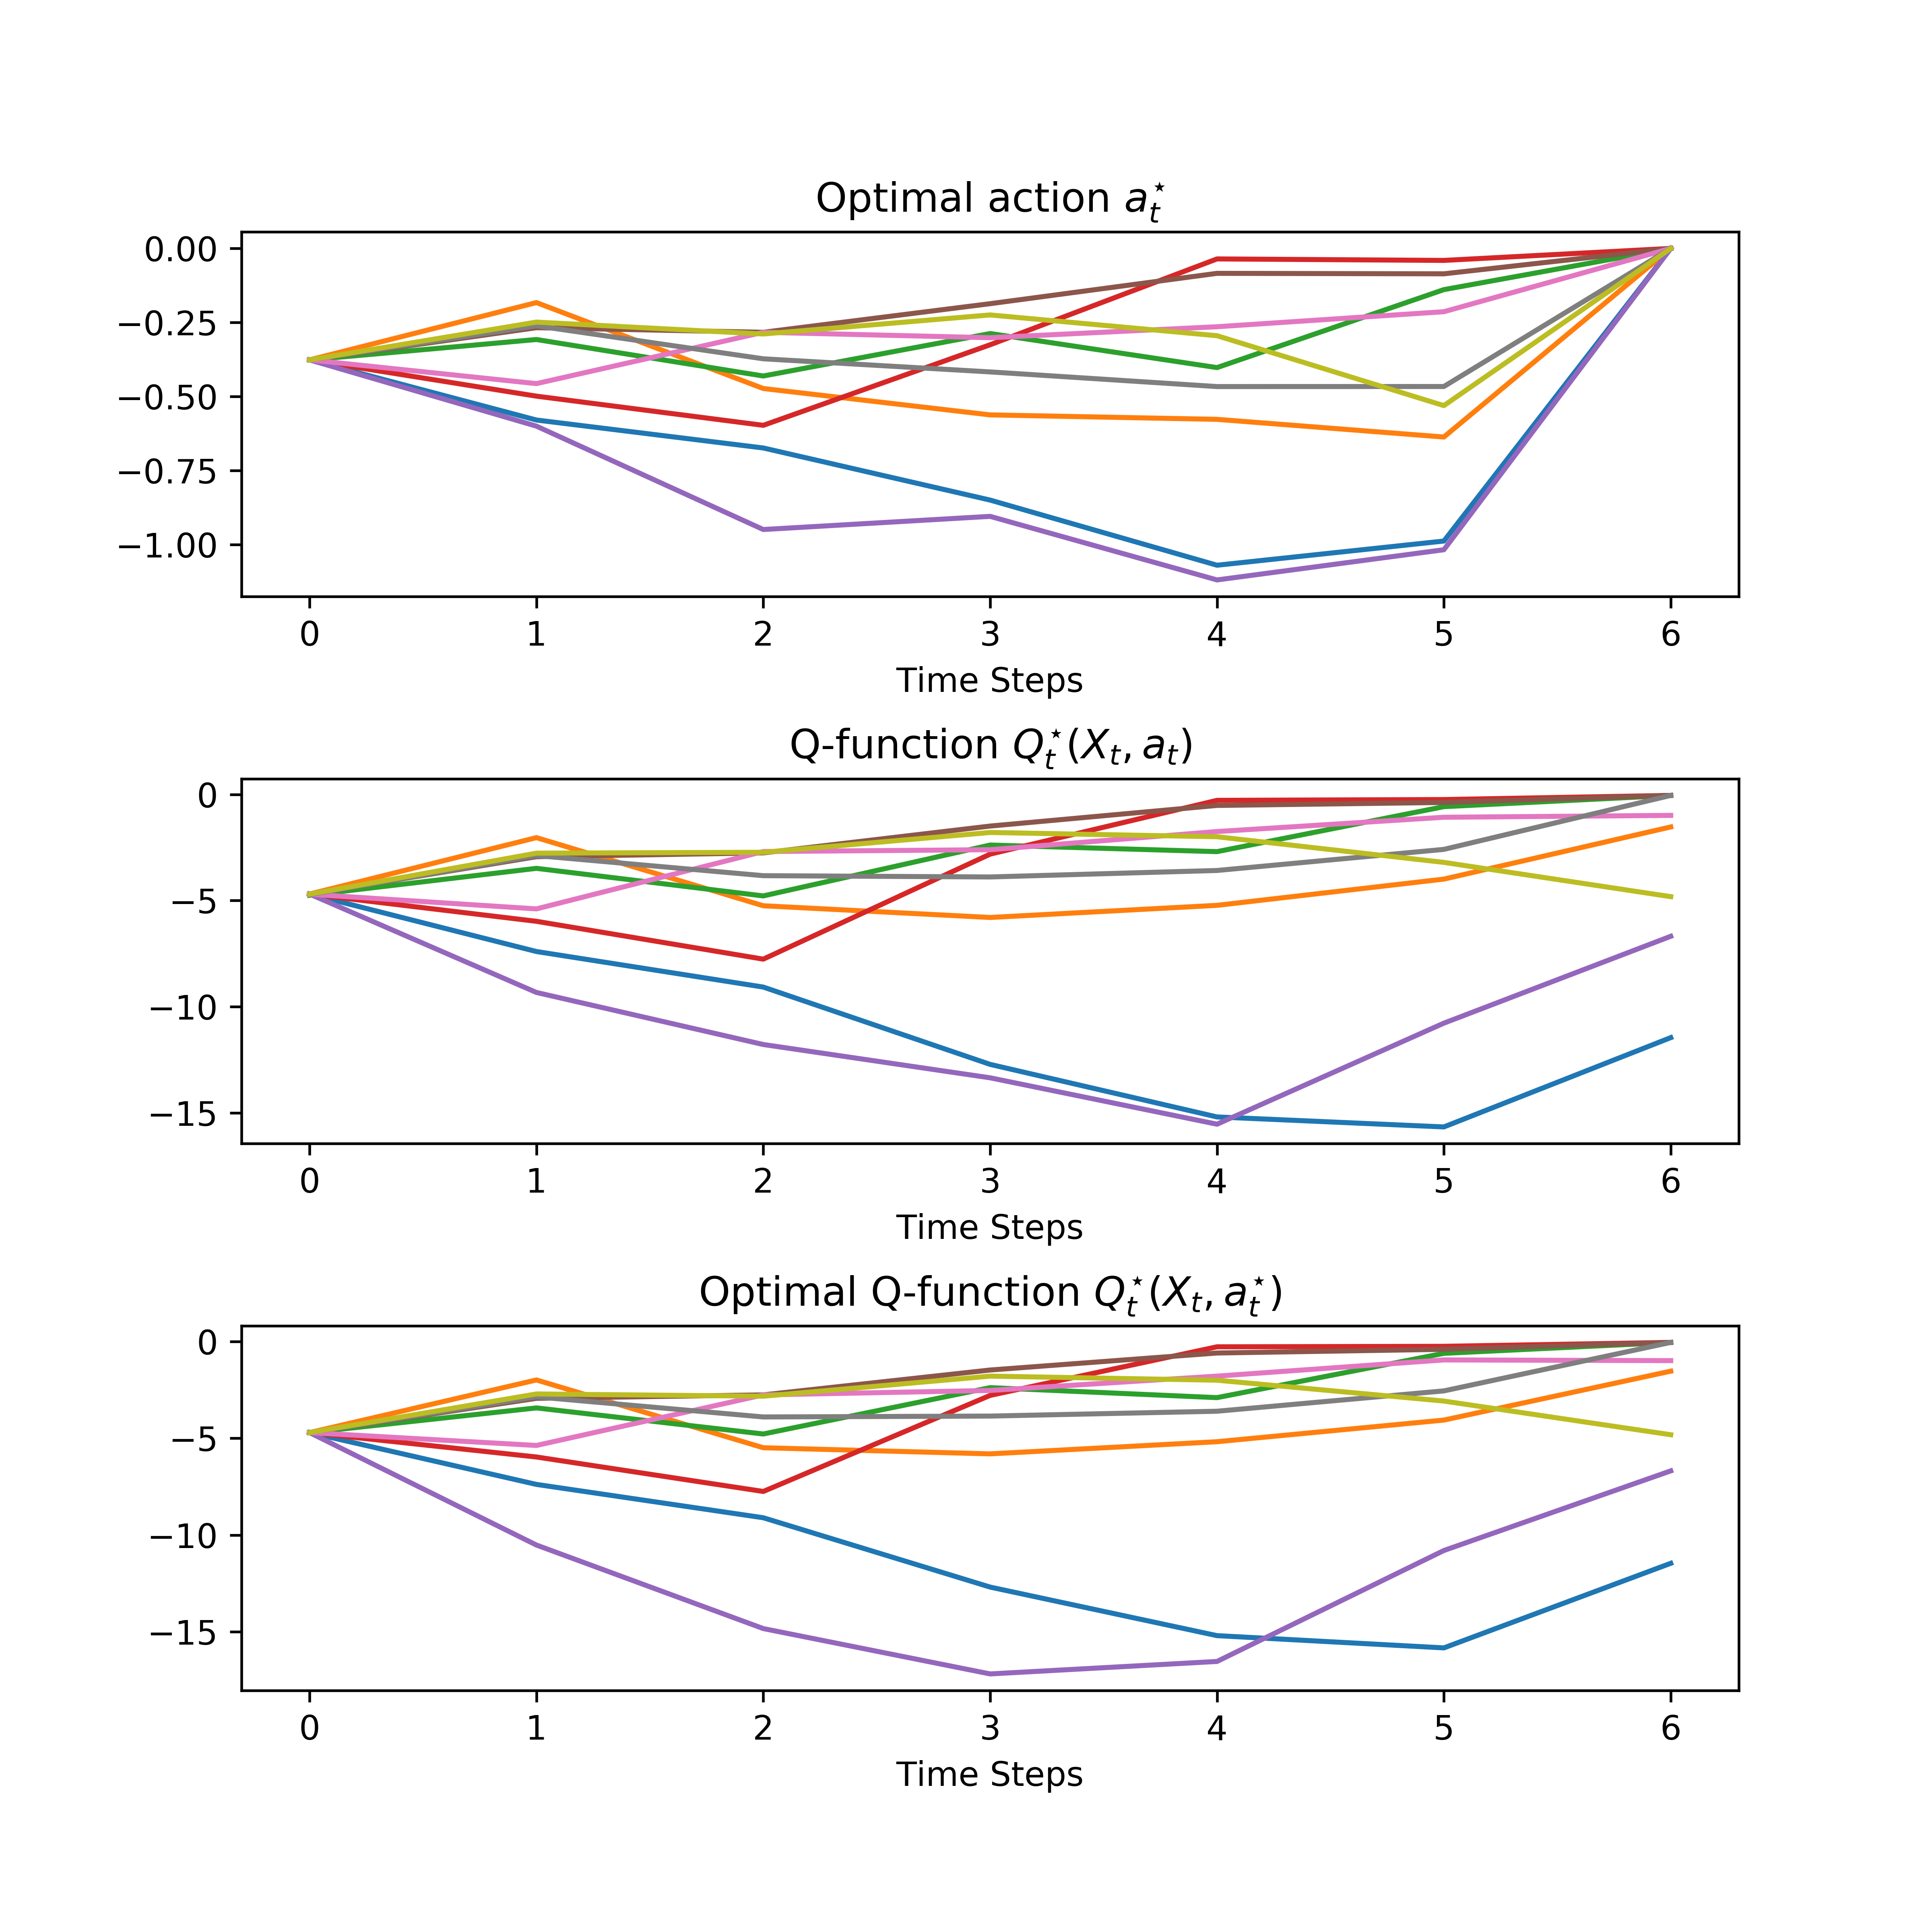 Optimal action $a_t^\star$
0.00
−0.25
−0.50
−0.75
−1.00
0 1 2 3 4 5 6
Time Steps
Q-function $Q_t^\star(X_t, a_t)$
0
−5
−10
−15
0 1 2 3 4 5 6
Time Steps
Optimal Q-function $Q_t^\star(X_t, a_t^\star)$
0
−5
−10
−15
0 1 2 3 4 5 6
Time Steps